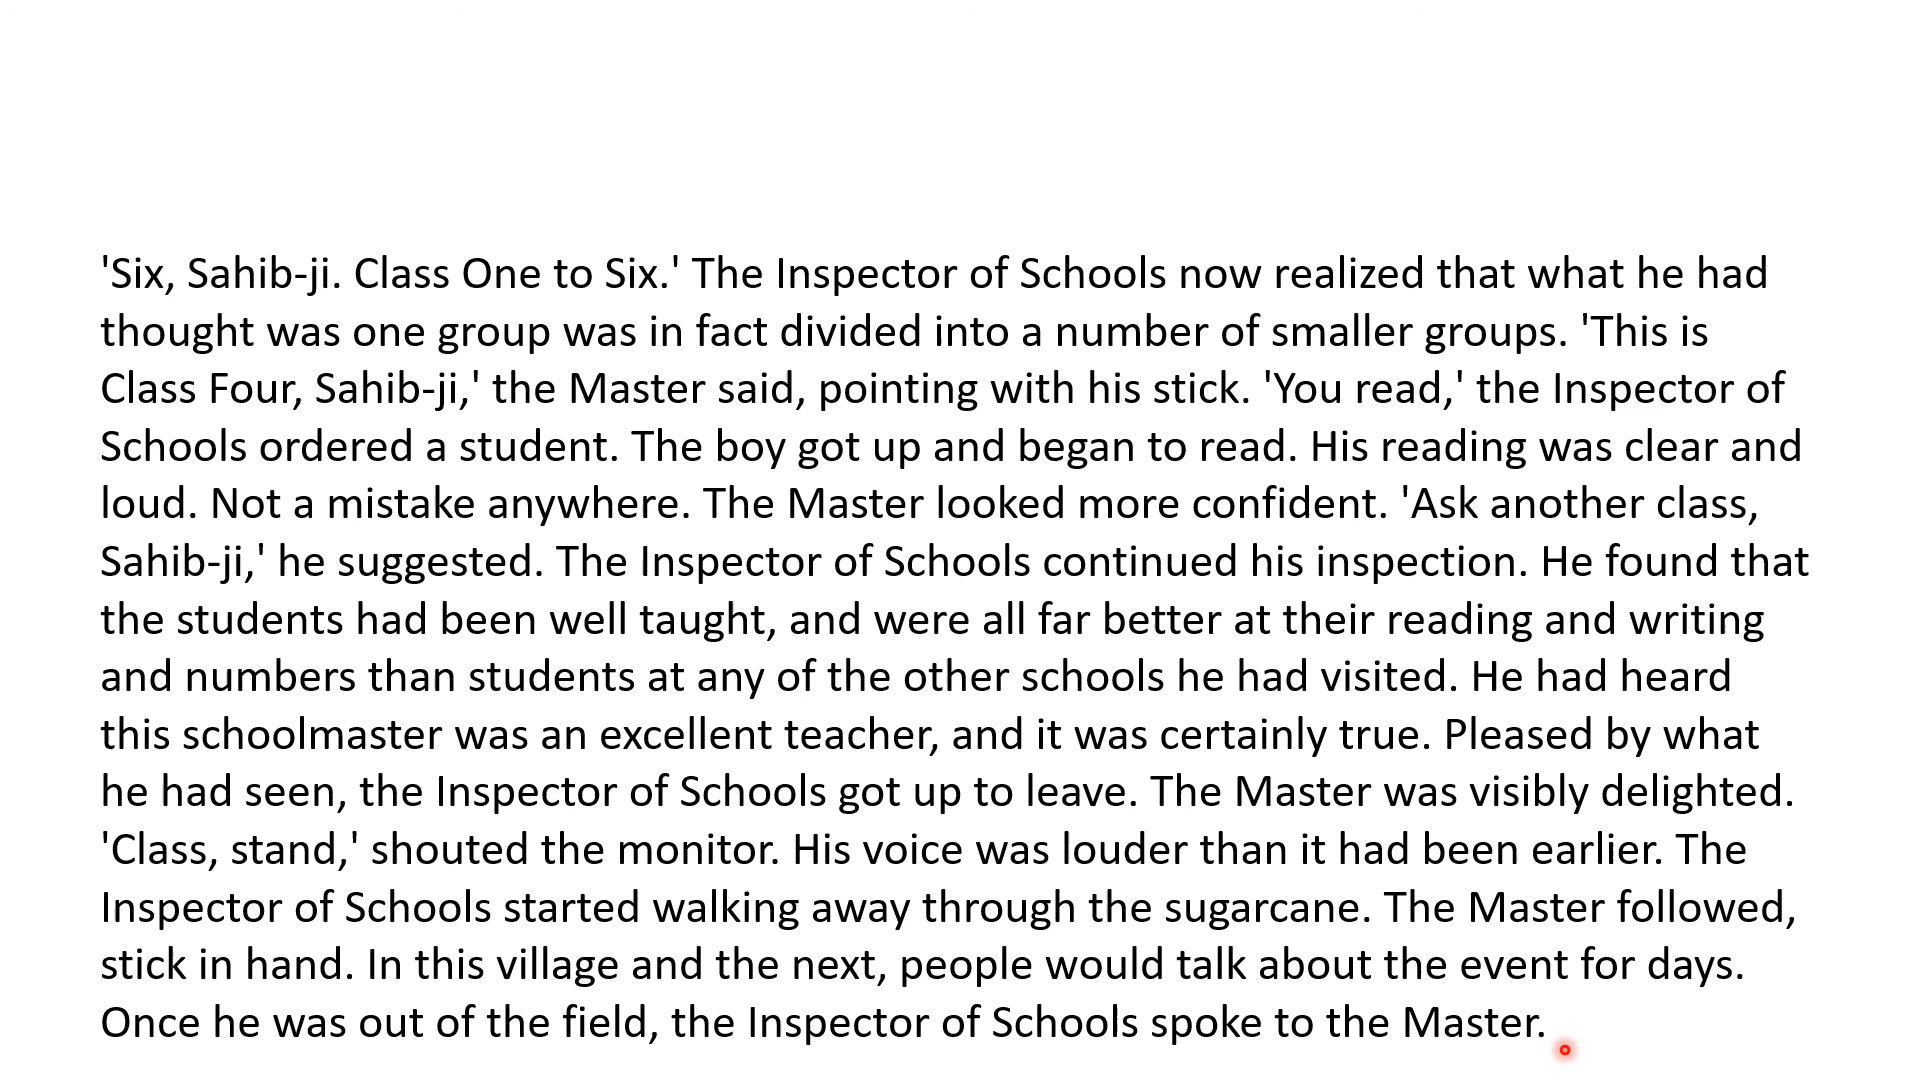 'Six, Sahib-ji. Class One to Six.' The Inspector of Schools now realized that what he had
thought was one group was in fact divided into a number of smaller groups. 'This is
Class Four, Sahib-ji,' the Master said, pointing with his stick. 'You read,' the Inspector of
Schools ordered a student. The boy got up and began to read. His reading was clear and
loud. Not a mistake anywhere. The Master looked more confident. 'Ask another class,
Sahib-ji,' he suggested. The Inspector of Schools continued his inspection. He found that
the students had been well taught, and were all far better at their reading and writing
and numbers than students at any of the other schools he had visited. He had heard
this schoolmaster was an excellent teacher, and it was certainly true. Pleased by what
he had seen, the Inspector of Schools got up to leave. The Master was visibly delighted.
'Class, stand,' shouted the monitor. His voice was louder than it had been earlier. The
Inspector of Schools started walking away through the sugarcane. The Master followed,
stick in hand. In this village and the next, people would talk about the event for days.
Once he was out of the field, the Inspector of Schools spoke to the Master.